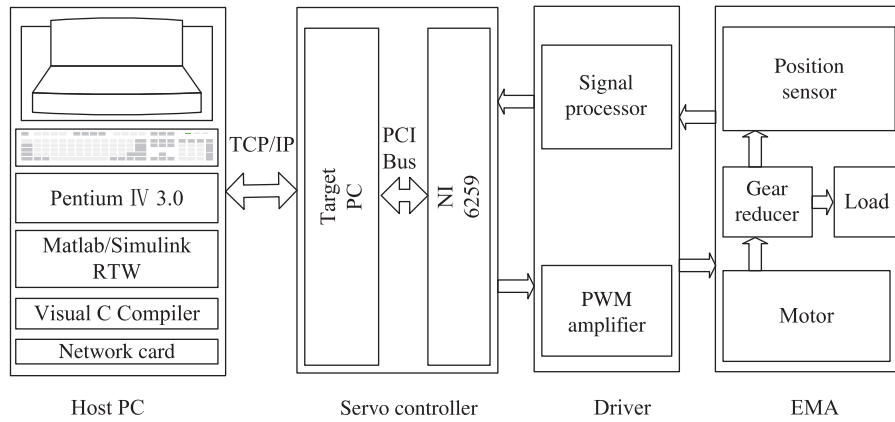 Pentium Ⅳ 3.0
Matlab/Simulink
RTW
Visual C Compiler
Network card
Host PC
TCP/IP
Target
PC
PCI
Bus
NI
6259
Servo controller
Signal
processor
PWM
amplifier
Driver
Position
sensor
Gear
reducer
Load
Motor
EMA